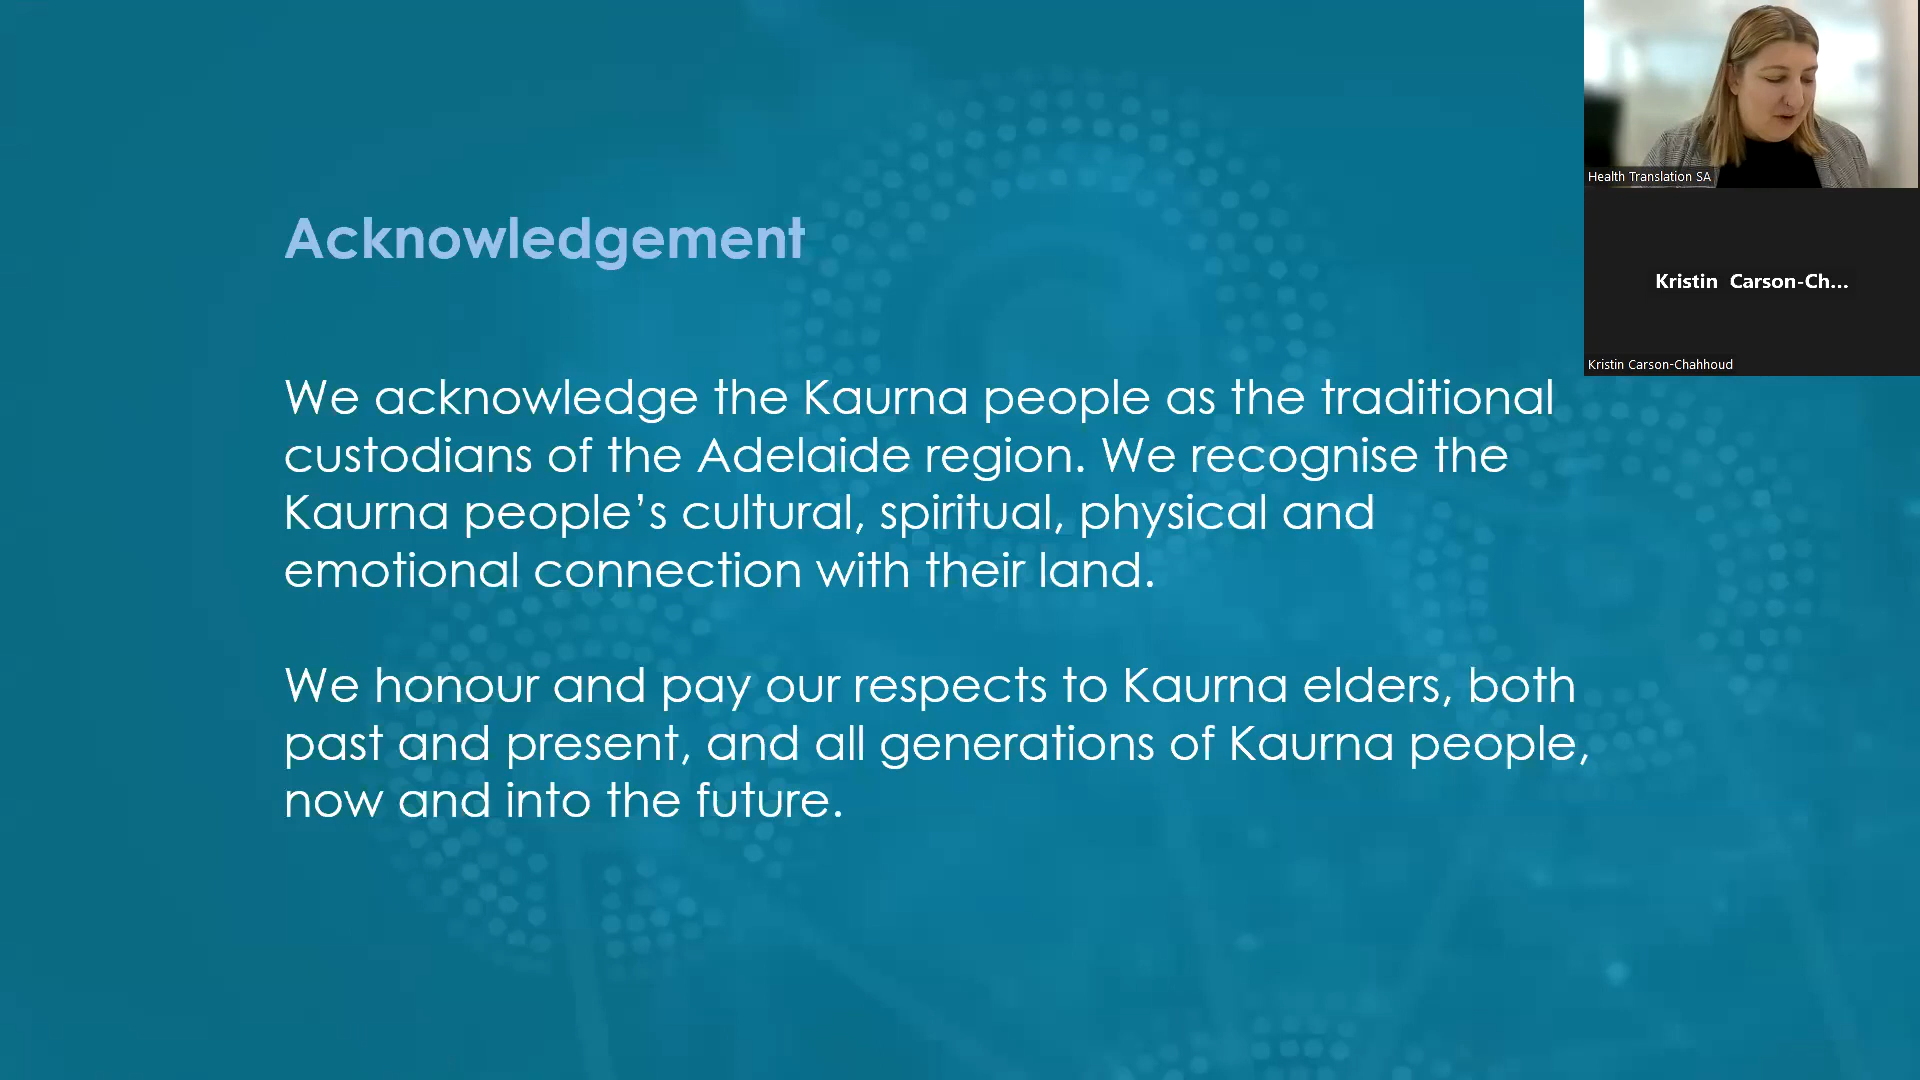 Acknowledgement
We acknowledge the Kaurna people as the traditional
custodians of the Adelaide region. We recognise the
Kaurna people’s cultural, spiritual, physical and
emotional connection with their land.
We honour and pay our respects to Kaurna elders, both
past and present, and all generations of Kaurna people,
now and into the future.
Health Translation SA
Kristin Carson-Ch...
Kristin Carson-Chahhoud